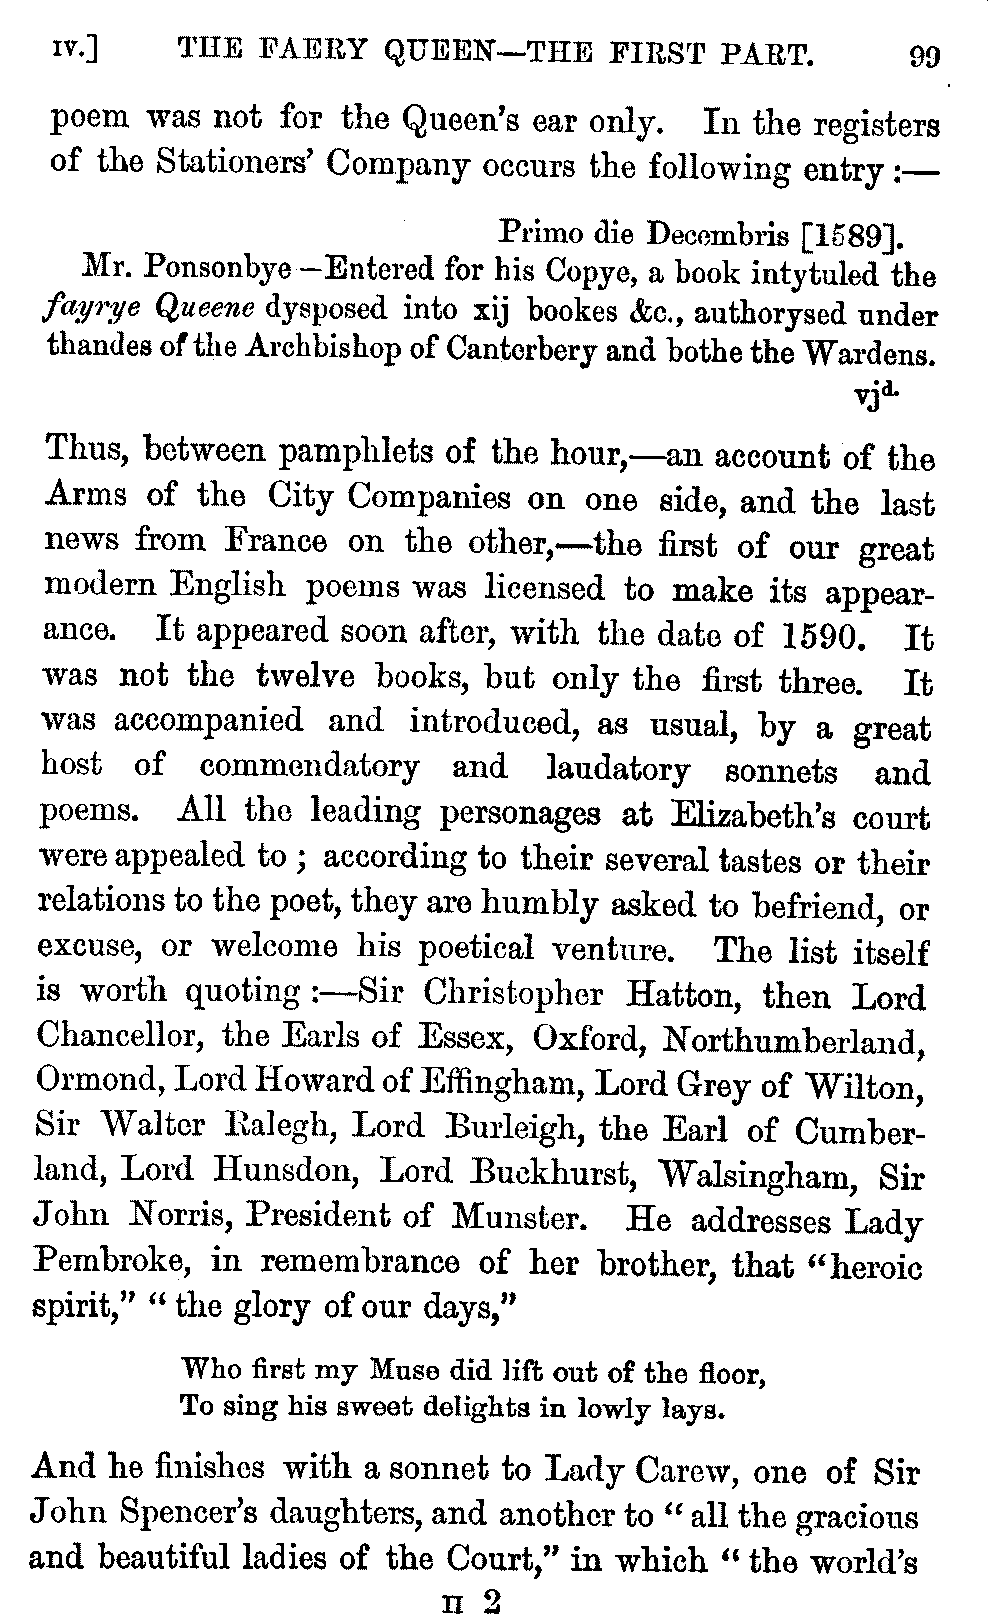 IV.] THE FAERY QUEEN—THE FIRST PART. 99
poem was not for the Queen's ear only. In the registers
of the Stationers' Company occurs the following entry :—
Primo die Decembris [1589].
Mr. Ponsonbye—Entered for his Copye, a book intytuled the
fayrye Queene dysposed into xij bookes &c., authorysed under
thandes of the Archbishop of Canterbery and bothe the Wardens.
vjd.
Thus, between pamphlets of the hour,—an account of the
Arms of the City Companies on one side, and the last
news from France on the other,—the first of our great
modern English poems was licensed to make its appear-
ance. It appeared soon after, with the date of 1590. It
was not the twelve books, but only the first three. It
was accompanied and introduced, as usual, by a great
host of commendatory and laudatory sonnets and
poems. All the leading personages at Elizabeth's court
were appealed to ; according to their several tastes or their
relations to the poet, they are humbly asked to befriend, or
excuse, or welcome his poetical venture. The list itself
is worth quoting :—Sir Christopher Hatton, then Lord
Chancellor, the Earls of Essex, Oxford, Northumberland,
Ormond, Lord Howard of Effingham, Lord Grey of Wilton,
Sir Walter Ralegh, Lord Burleigh, the Earl of Cumber-
land, Lord Hunsdon, Lord Buckhurst, Walsingham, Sir
John Norris, President of Munster. He addresses Lady
Pembroke, in remembrance of her brother, that "heroic
spirit," "the glory of our days,"
Who first my Muse did lift out of the floor,
To sing his sweet delights in lowly lays.
And he finishes with a sonnet to Lady Carew, one of Sir
John Spencer's daughters, and another to "all the gracious
and beautiful ladies of the Court," in which "the world's
H 2